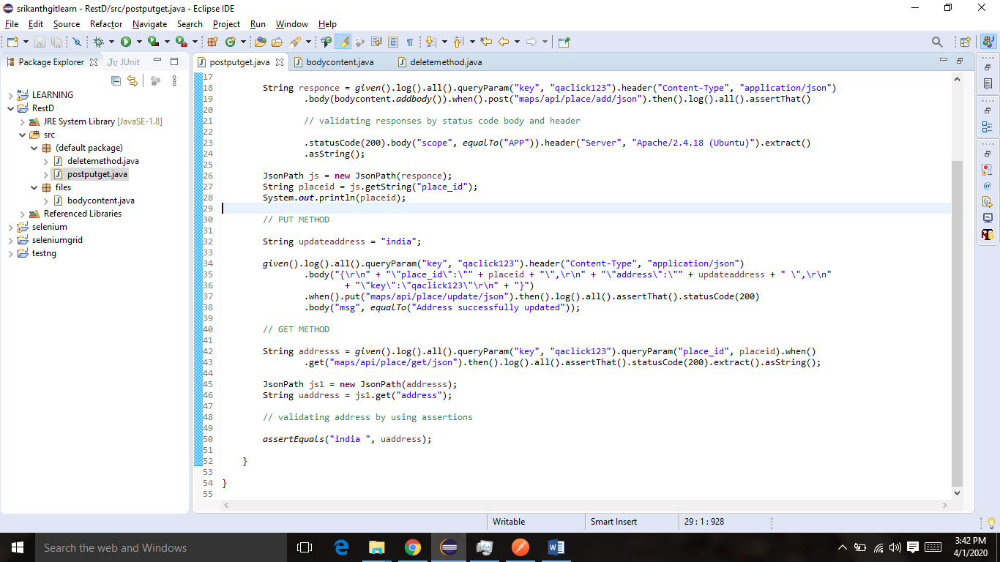 srikanthgitlearn - RestD/src/postputget.java - Eclipse IDE
File Edit Source Refactor Navigate Search Project Run Window Help
Package Explorer JUnit
LEARNING
RestD
JRE System Library [JavaSE-1.8]
src
(default package)
deletemethod.java
postputget.java
files
bodycontent.java
Referenced Libraries
selenium
seleniumgrid
testng
postputget.java bodycontent.java deletemethod.java
17
18 String responce = given().log().all().queryParam("key", "qaclick123").header("Content-Type", "application/json")
19 .body(bodycontent.addbody()).when().post("maps/api/place/add/json").then().log().all().assertThat()
20
21 // validating responses by status code body and header
22
23 .statusCode(200).body("scope", equalTo("APP")).header("Server", "Apache/2.4.18 (Ubuntu)").extract()
24 .asString();
25
26 JsonPath js = new JsonPath(responce);
27 String placeid = js.getString("place_id");
28 System.out.println(placeid);
29
30 // PUT METHOD
31
32 String updateaddress = "india";
33
34 given().log().all().queryParam("key", "qaclick123").header("Content-Type", "application/json")
35 .body("{\r\n" + "\"place_id\":\"" + placeid + "\",\r\n" + "\"address\":\"" + updateaddress + " \",\r\n"
36 + "\"key\":\"qaclick123\"\r\n" + "}")
37 .when().put("maps/api/place/update/json").then().log().all().assertThat().statusCode(200)
38 .body("msg", equalTo("Address successfully updated"));
39
40 // GET METHOD
41
42 String addresss = given().log().all().queryParam("key", "qaclick123").queryParam("place_id", placeid).when()
43 .get("maps/api/place/get/json").then().log().all().assertThat().statusCode(200).extract().asString();
44
45 JsonPath js1 = new JsonPath(addresss);
46 String uaddress = js1.get("address");
47
48 // validating address by using assertions
49
50 assertEquals("india ", uaddress);
51
52 }
53
54 }
55
Writable Smart Insert 29 : 1 : 928
Search the web and Windows
3:42 PM
4/1/2020